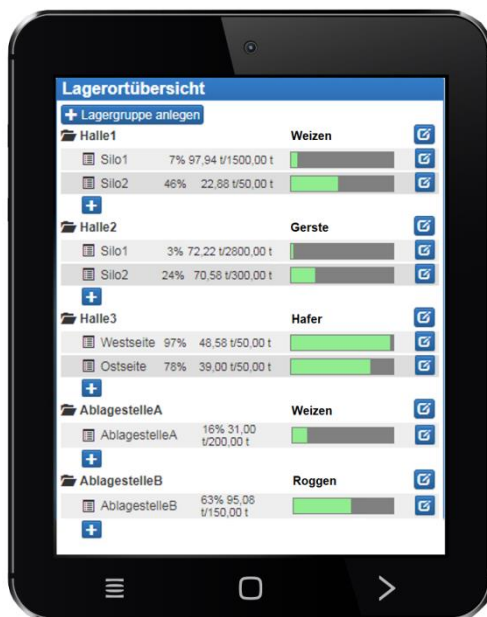 Lagerortübersicht
Lagergruppe anlegen
Halle1 Weizen
Silo1 7% 97,94 t/1500,00 t
Silo2 46% 22,88 t/50,00 t
Halle2 Gerste
Silo1 3% 72,22 t/2800,00 t
Silo2 24% 70,58 t/300,00 t
Halle3 Hafer
Westseite 97% 48,58 t/50,00 t
Ostseite 78% 39,00 t/50,00 t
AblagestelleA Weizen
AblagestelleA 16% 31,00
t/200,00 t
AblagestelleB Roggen
AblagestelleB 63% 95,08
t/150,00 t